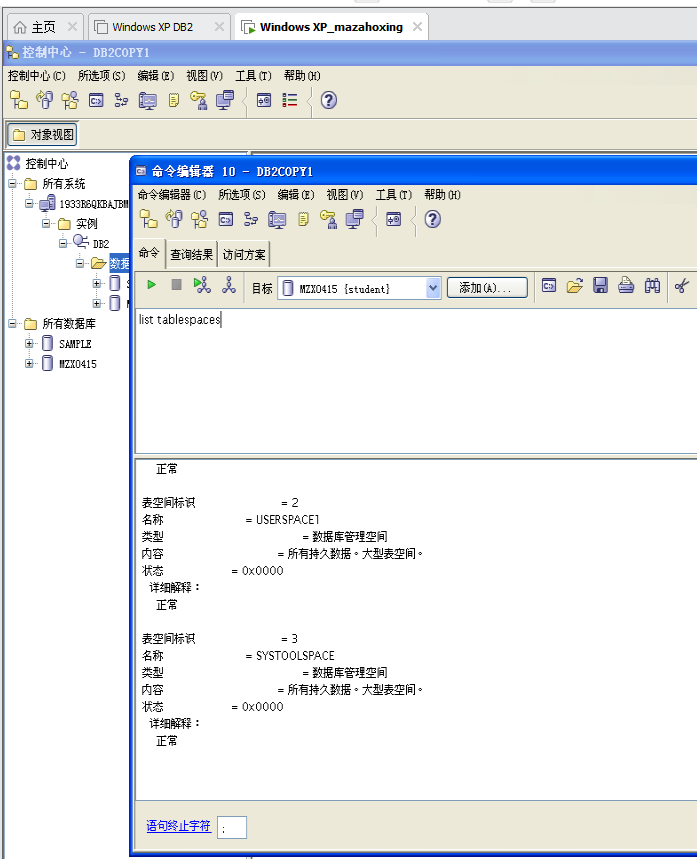 主页 Windows XP DB2 Windows XP_mazahoxing
控制中心 - DB2COPY1
控制中心(C) 所选项(S) 编辑(E) 视图(V) 工具(T) 帮助(H)
对象视图
控制中心
所有系统
1933B6QKBAJBM
实例
DB2
数据
所有数据库
SAMPLE
MZX0415
命令编辑器 10 - DB2COPY1
命令编辑器(C) 所选项(S) 编辑(E) 视图(V) 工具(T) 帮助(H)
命令 查询结果 访问方案
目标 MZX0415 {student} 添加(A)...
list tablespaces
正常
表空间标识 = 2
名称 = USERSPACE1
类型 = 数据库管理空间
内容 = 所有持久数据。大型表空间。
状态 = 0x0000
详细解释：
正常
表空间标识 = 3
名称 = SYSTOOLSPACE
类型 = 数据库管理空间
内容 = 所有持久数据。大型表空间。
状态 = 0x0000
详细解释：
正常
语句终止字符 ;